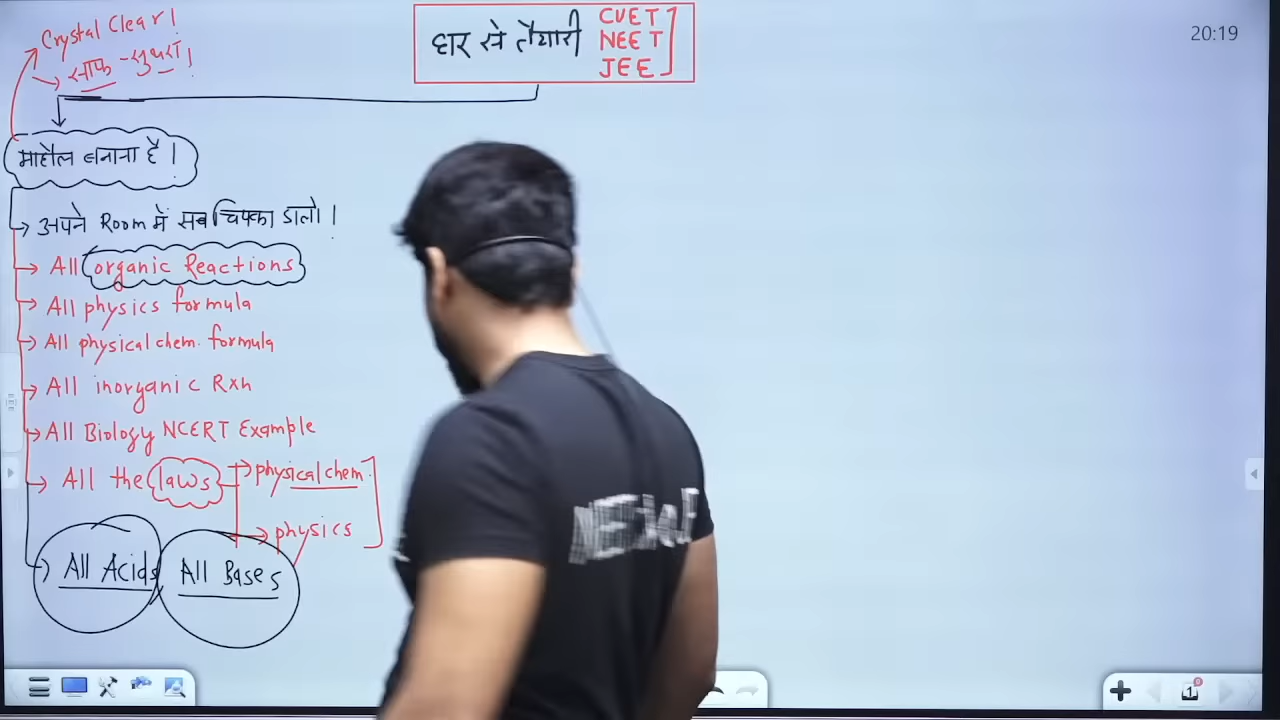 Crystal Clear!
साफ -सुथरा !
घर से तैयारी
CUET
NEET
JEE
20:19
माहौल बनाना है ।
अपने Room में सब चिपका डालो ।
All organic Reactions
All physics formula
All physical chem. formula
All inorganic Rxn
All Biology NCERT Example
All the laws
physical chem.
physics
All Acids
All Bases
1